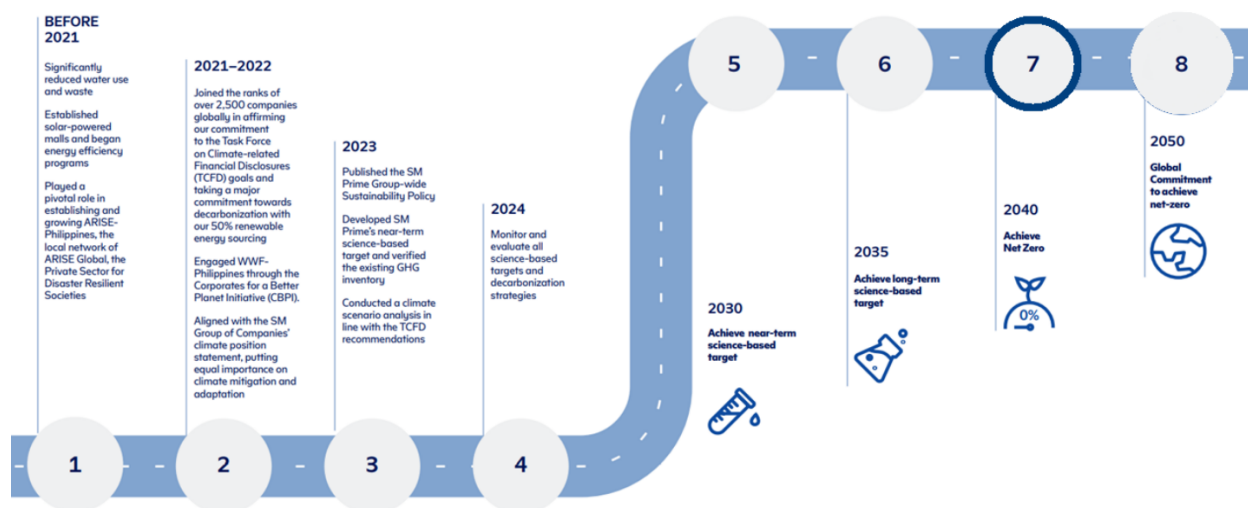 BEFORE
2021
Significantly
reduced water use
and waste
Established
solar-powered
malls and began
energy efficiency
programs
Played a
pivotal role in
establishing and
growing ARISE-
Philippines, the
local network of
ARISE Global, the
Private Sector for
Disaster Resilient
Societies
1
2021–2022
Joined the ranks of
over 2,500 companies
globally in affirming
our commitment
to the Task Force
on Climate-related
Financial Disclosures
(TCFD) goals and
taking a major
commitment towards
decarbonization with
our 50% renewable
energy sourcing
Engaged WWF-
Philippines through the
Corporates for a Better
Planet Initiative (CBPI).
Aligned with the SM
Group of Companies'
climate position
statement, putting
equal importance on
climate mitigation and
adaptation
2
2023
Published the SM
Prime Group-wide
Sustainability Policy
Developed SM
Prime's near-term
science-based
target and verified
the existing GHG
inventory
Conducted a climate
scenario analysis in
line with the TCFD
recommendations
3
2024
Monitor and
evaluate all
science-based
targets and
decarbonization
strategies
4
5
2030
Achieve near-term
science-based
target
6
2035
Achieve long-term
science-based
target
7
2040
Achieve
Net Zero
0%
8
2050
Global
Commitment
to achieve
net-zero